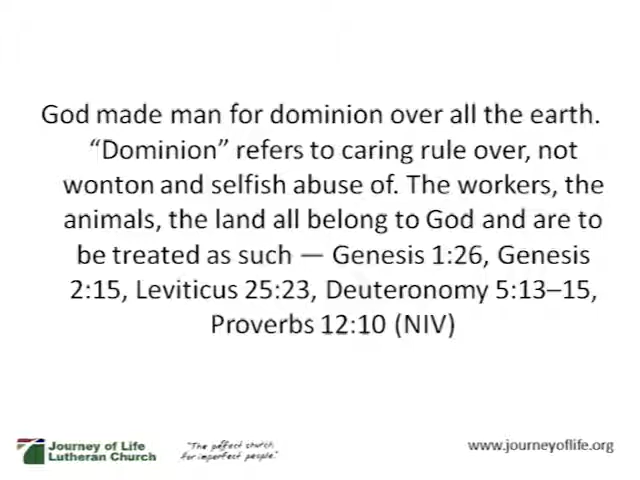 God made man for dominion over all the earth.
“Dominion” refers to caring rule over, not
wonton and selfish abuse of. The workers, the
animals, the land all belong to God and are to
be treated as such — Genesis 1:26, Genesis
2:15, Leviticus 25:23, Deuteronomy 5:13–15,
Proverbs 12:10 (NIV)
Journey of Life
Lutheran Church
"The perfect church
for imperfect people."
www.journeyoflife.org